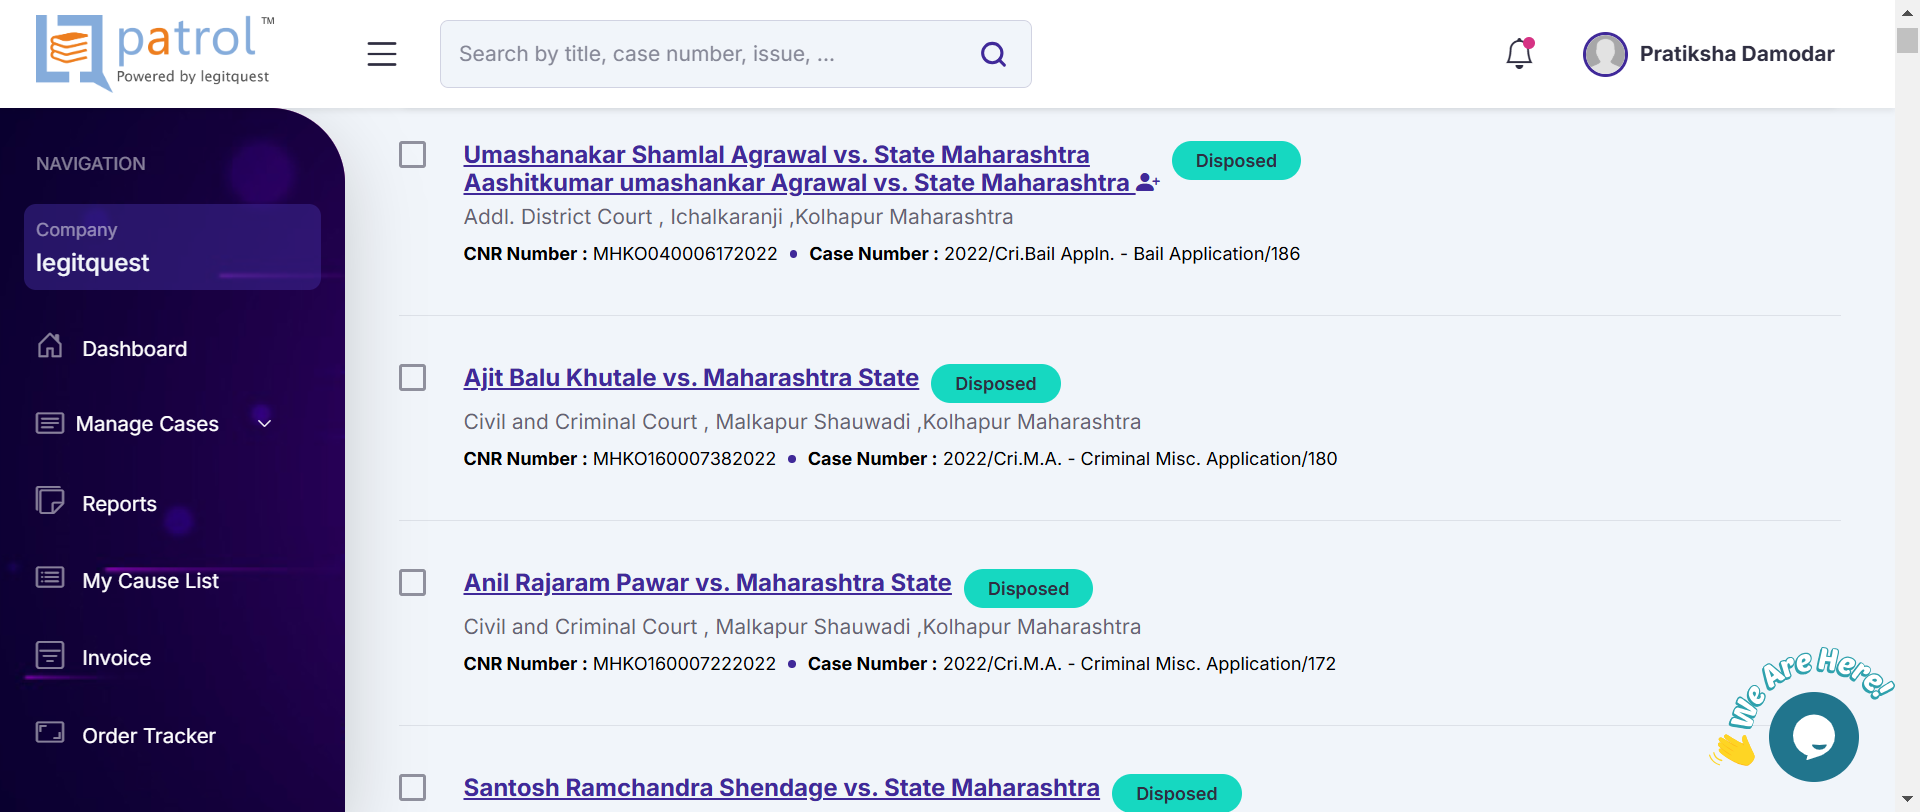 patrol ™
Powered by legitquest
Search by title, case number, issue, ...
Pratiksha Damodar
NAVIGATION
Company
legitquest
Dashboard
Manage Cases
Reports
My Cause List
Invoice
Order Tracker
Umashanakar Shamlal Agrawal vs. State Maharashtra
Aashitkumar umashankar Agrawal vs. State Maharashtra
Disposed
Addl. District Court , Ichalkaranji ,Kolhapur Maharashtra
CNR Number : MHKO040006172022 • Case Number : 2022/Cri.Bail Appln. - Bail Application/186
Ajit Balu Khutale vs. Maharashtra State
Disposed
Civil and Criminal Court , Malkapur Shauwadi ,Kolhapur Maharashtra
CNR Number : MHKO160007382022 • Case Number : 2022/Cri.M.A. - Criminal Misc. Application/180
Anil Rajaram Pawar vs. Maharashtra State
Disposed
Civil and Criminal Court , Malkapur Shauwadi ,Kolhapur Maharashtra
CNR Number : MHKO160007222022 • Case Number : 2022/Cri.M.A. - Criminal Misc. Application/172
Santosh Ramchandra Shendage vs. State Maharashtra
Disposed
We Are Here!